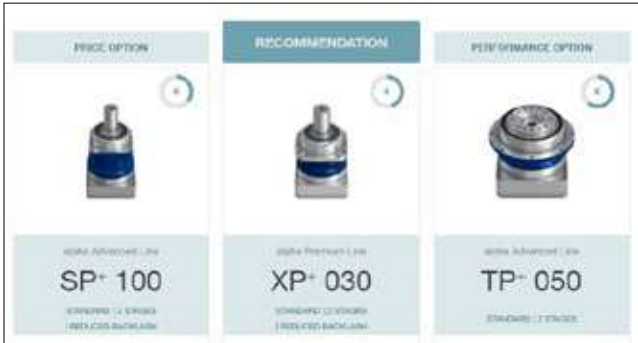 PRICE OPTION
RECOMMENDATION
PERFORMANCE OPTION
alpha Advanced Line
SP+ 100
STANDARD | 2 STAGES
| REDUCED BACKLASH
alpha Premium Line
XP+ 030
STANDARD | 2 STAGES
| REDUCED BACKLASH
alpha Advanced Line
TP+ 050
STANDARD | 2 STAGES